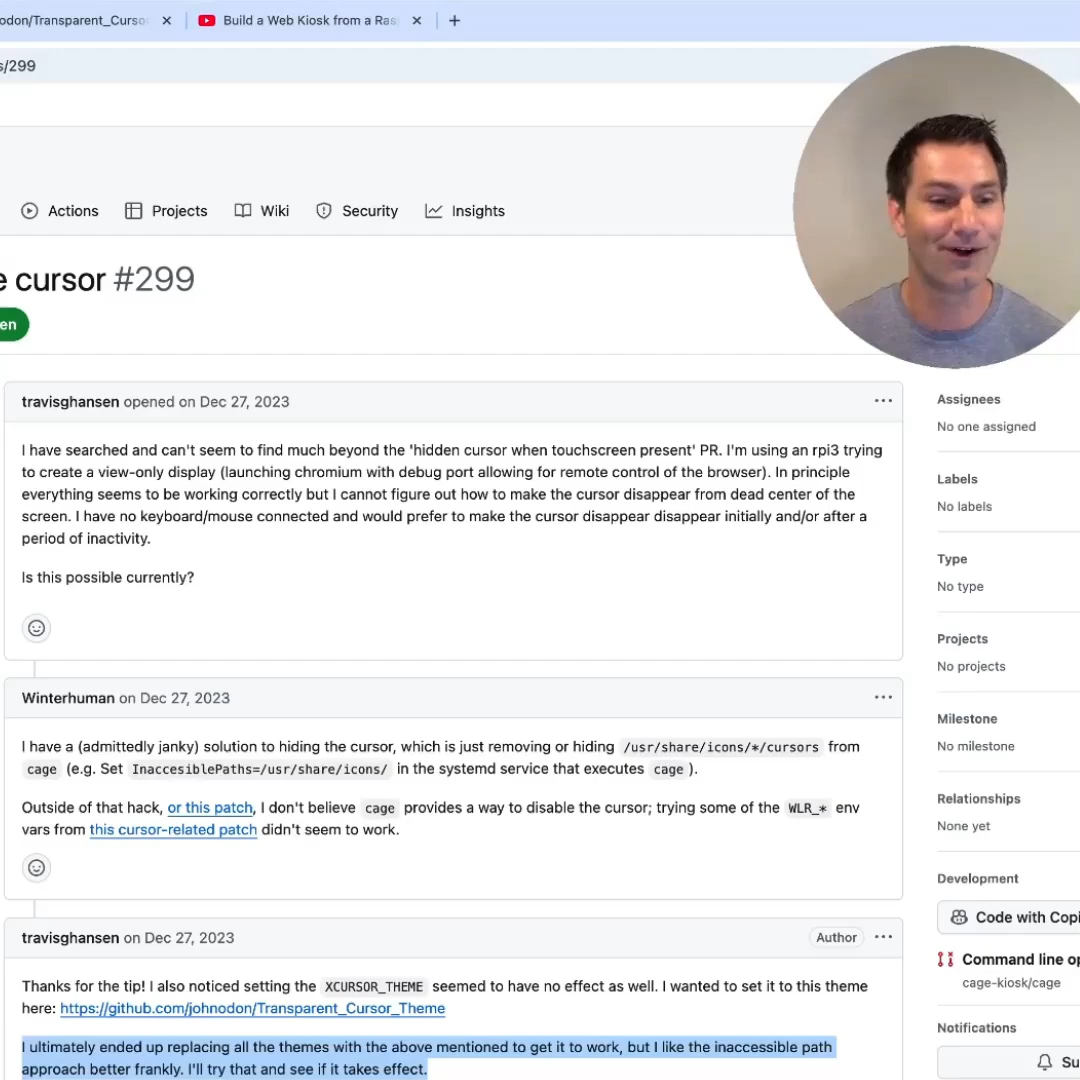 nodon/Transparent_Curso
Build a Web Kiosk from a Ras
s/299
Actions
Projects
Wiki
Security
Insights
e cursor #299
en
travisghansen opened on Dec 27, 2023
I have searched and can't seem to find much beyond the 'hidden cursor when touchscreen present' PR. I'm using an rpi3 trying
to create a view-only display (launching chromium with debug port allowing for remote control of the browser). In principle
everything seems to be working correctly but I cannot figure out how to make the cursor disappear from dead center of the
screen. I have no keyboard/mouse connected and would prefer to make the cursor disappear disappear initially and/or after a
period of inactivity.
Is this possible currently?
Winterhuman on Dec 27, 2023
I have a (admittedly janky) solution to hiding the cursor, which is just removing or hiding /usr/share/icons/*/cursors from
cage (e.g. Set InaccesiblePaths=/usr/share/icons/ in the systemd service that executes cage ).
Outside of that hack, or this patch, I don't believe cage provides a way to disable the cursor; trying some of the WLR_* env
vars from this cursor-related patch didn't seem to work.
travisghansen on Dec 27, 2023
Author
Thanks for the tip! I also noticed setting the XCURSOR_THEME seemed to have no effect as well. I wanted to set it to this theme
here: https://github.com/johnodon/Transparent_Cursor_Theme
I ultimately ended up replacing all the themes with the above mentioned to get it to work, but I like the inaccessible path
approach better frankly. I'll try that and see if it takes effect.
Assignees
No one assigned
Labels
No labels
Type
No type
Projects
No projects
Milestone
No milestone
Relationships
None yet
Development
Code with Copi
Command line op
cage-kiosk/cage
Notifications
Su